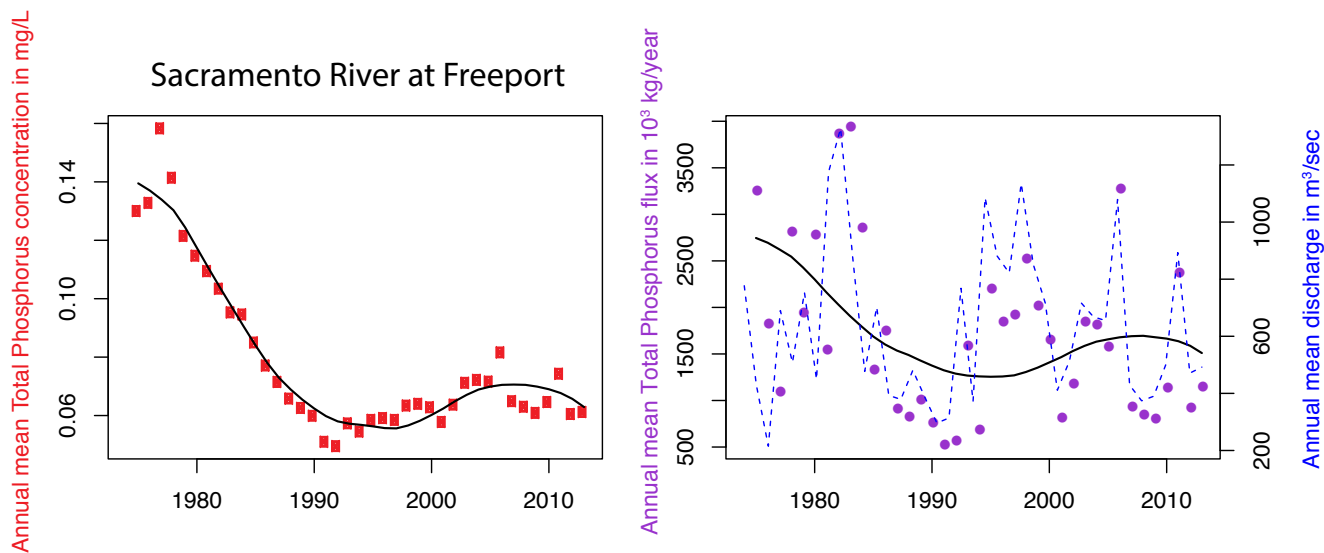 Sacramento River at Freeport
Annual mean Total Phosphorus concentration in mg/L
0.14
0.10
0.06
1980 1990 2000 2010
Annual mean Total Phosphorus flux in 10³ kg/year
3500
2500
1500
500
1980 1990 2000 2010
1000
600
200
Annual mean discharge in m³/sec